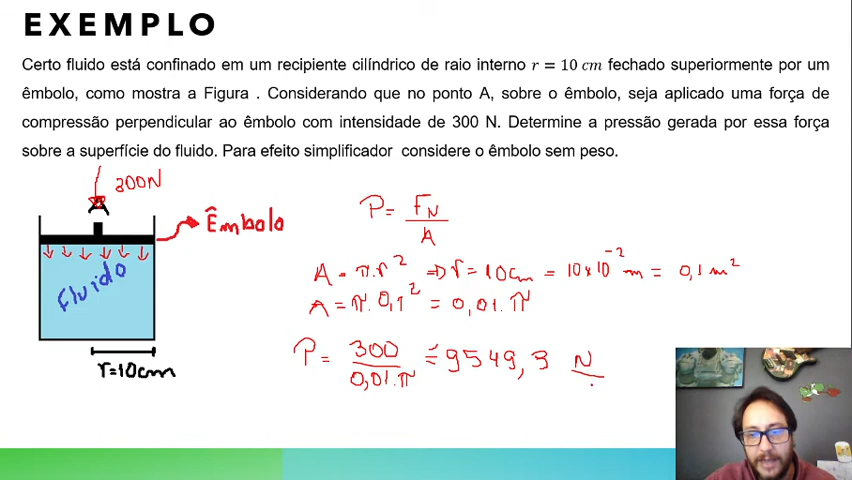 EXEMPLO
Certo fluido está confinado em um recipiente cilíndrico de raio interno r = 10 cm fechado superiormente por um
êmbolo, como mostra a Figura . Considerando que no ponto A, sobre o êmbolo, seja aplicado uma força de
compressão perpendicular ao êmbolo com intensidade de 300 N. Determine a pressão gerada por essa força
sobre a superfície do fluido. Para efeito simplificador considere o êmbolo sem peso.
300N
A
Êmbolo
Fluido
r=10cm
P = F_N / A
A = π.r² ⇒ r = 10cm = 10x10⁻² m = 0,1 m²
A = π. 0,1² = 0,01. π
P = 300 / 0,01.π ≅ 9549,3 N